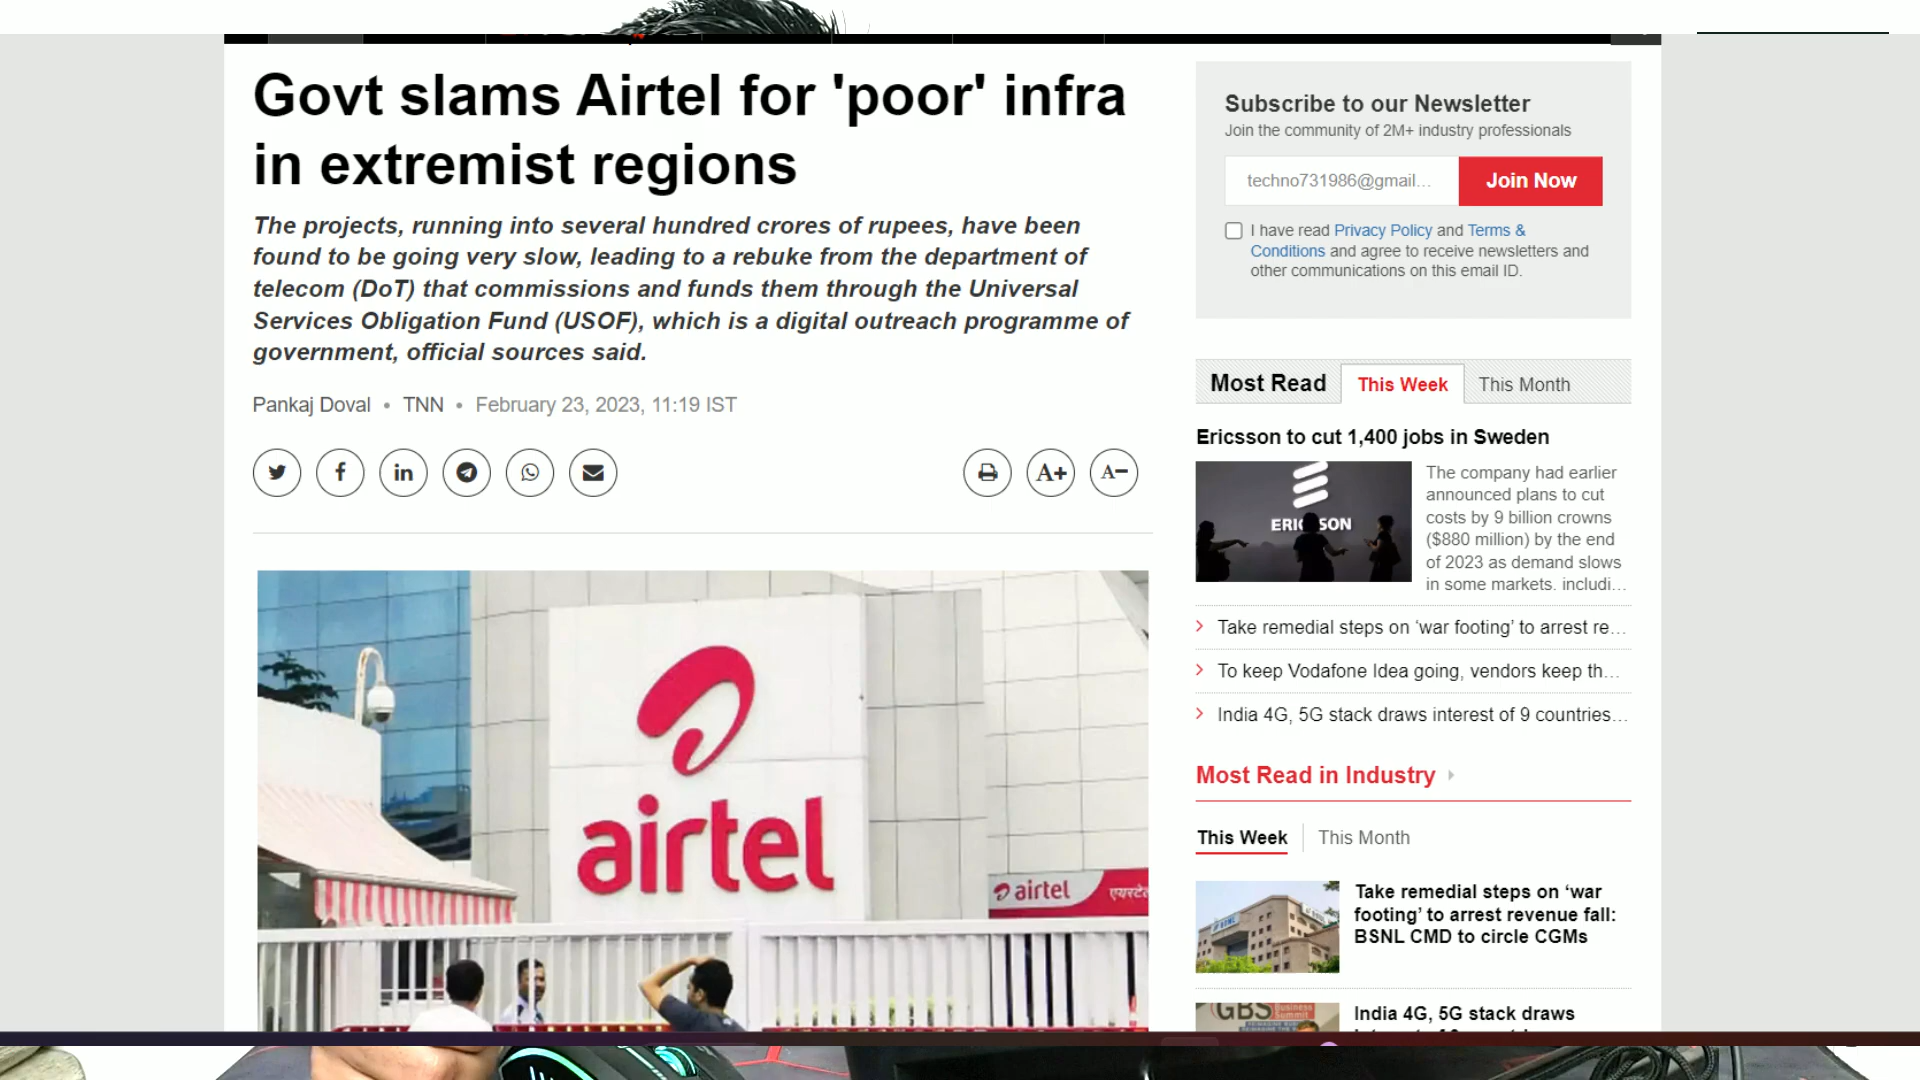 Govt slams Airtel for 'poor' infra
in extremist regions
The projects, running into several hundred crores of rupees, have been
found to be going very slow, leading to a rebuke from the department of
telecom (DoT) that commissions and funds them through the Universal
Services Obligation Fund (USOF), which is a digital outreach programme of
government, official sources said.
Pankaj Doval • TNN • February 23, 2023, 11:19 IST
A+
A−
airtel
airtel
एयरटे
Subscribe to our Newsletter
Join the community of 2M+ industry professionals
techno731986@gmail...
Join Now
I have read Privacy Policy and Terms &
Conditions and agree to receive newsletters and
other communications on this email ID.
Most Read
This Week
This Month
Ericsson to cut 1,400 jobs in Sweden
The company had earlier
announced plans to cut
costs by 9 billion crowns
($880 million) by the end
of 2023 as demand slows
in some markets, includi...
Take remedial steps on ‘war footing’ to arrest re...
To keep Vodafone Idea going, vendors keep th...
India 4G, 5G stack draws interest of 9 countries...
Most Read in Industry
This Week
This Month
Take remedial steps on ‘war
footing’ to arrest revenue fall:
BSNL CMD to circle CGMs
GBS Business
Summit
India 4G, 5G stack draws